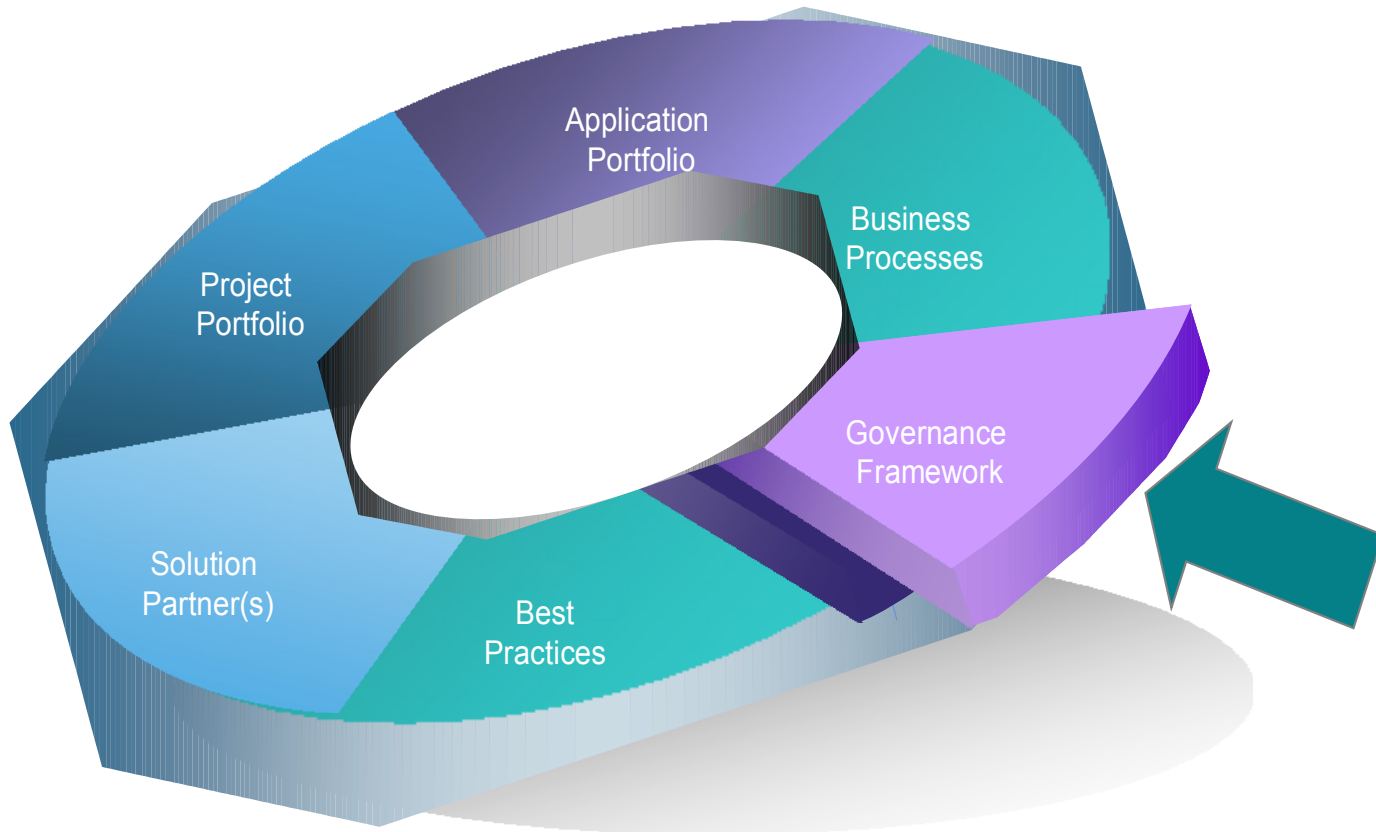 Application
Portfolio
Business
Processes
Project
Portfolio
Governance
Framework
Solution
Partner(s)
Best
Practices